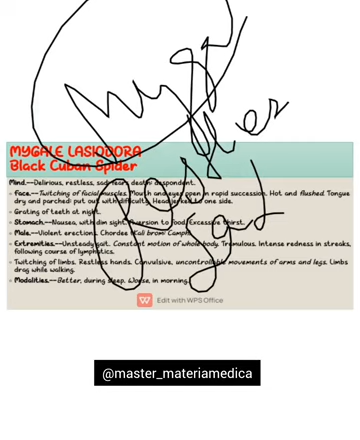 MYGALE LASIODORA
Black Cuban Spider
Mind.--Delirious, restless, sad; fears death; despondent.
Face.--Twitching of facial muscles. Mouth and eyes open in rapid succession. Hot and flushed. Tongue
dry and parched; put out with difficulty. Head jerked to one side.
Grating of teeth at night.
Stomach.--Nausea, with dim sight. Aversion to food. Excessive thirst.
Male.--Violent erections. Chordee (Kali brom; Camph).
Extremities.--Unsteady gait. Constant motion of whole body. Tremulous. Intense redness in streaks,
following course of lymphatics.
Twitching of limbs. Restless hands. Convulsive, uncontrollable movements of arms and legs. Limbs
drag while walking.
Modalities.--Better, during sleep. Worse, in morning.
Edit with WPS Office
@master_materiamedica